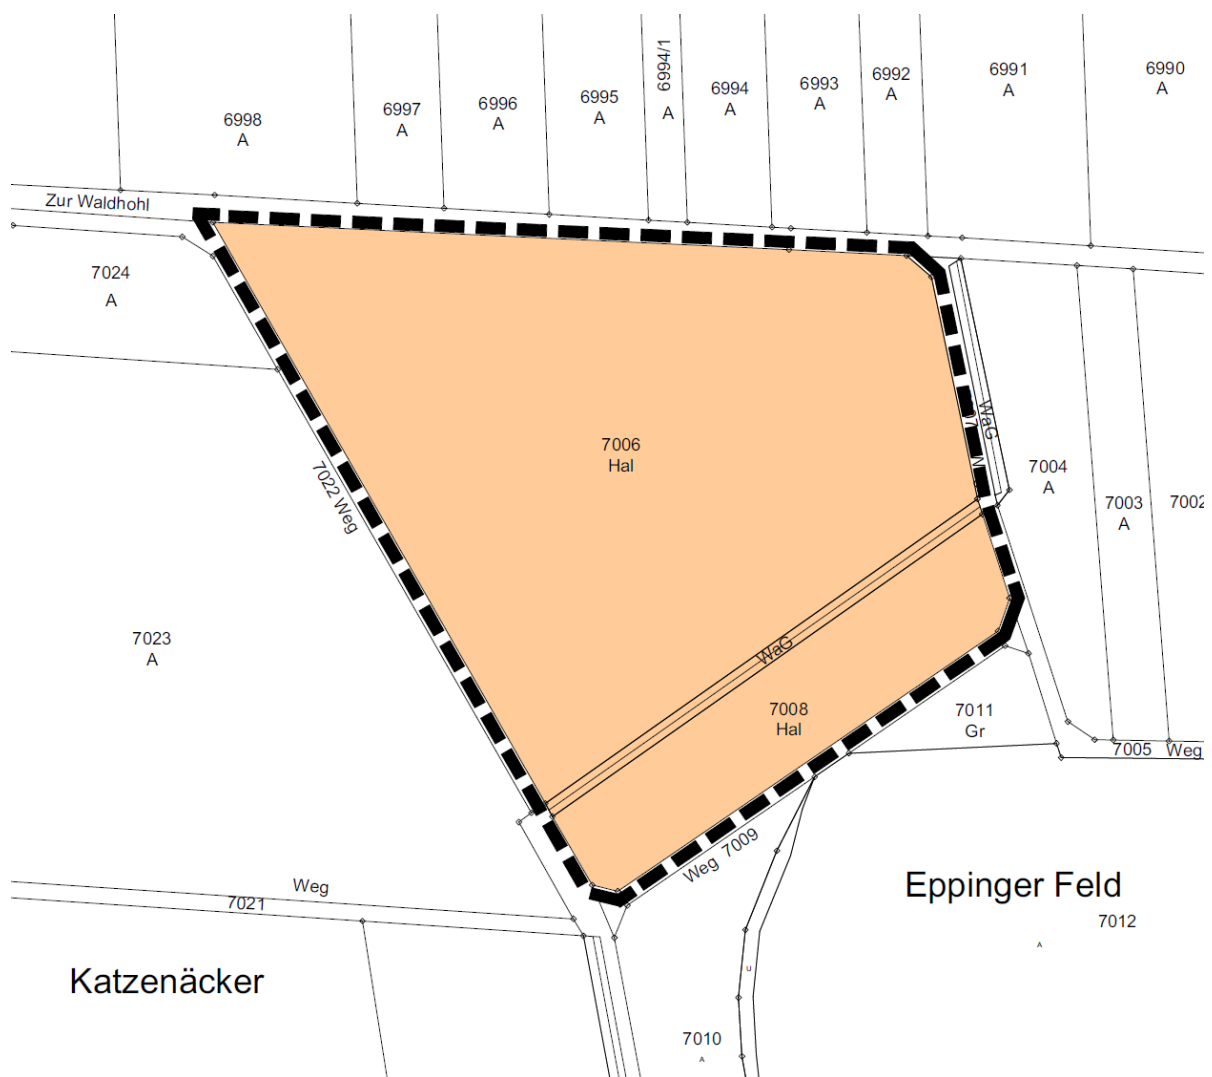 6998
A
6997
A
6996
A
6995
A
6994/1
A
6994
A
6993
A
6992
A
6991
A
6990
A
Zur Waldhohl
7024
A
7006
Hal
WaG
7004
A
7003
A
7002
7022 Weg
7023
A
WaG
7008
Hal
7011
Gr
7005 Weg
Weg 7009
Weg
7021
Eppinger Feld
7012
A
Katzenäcker
U
7010
A